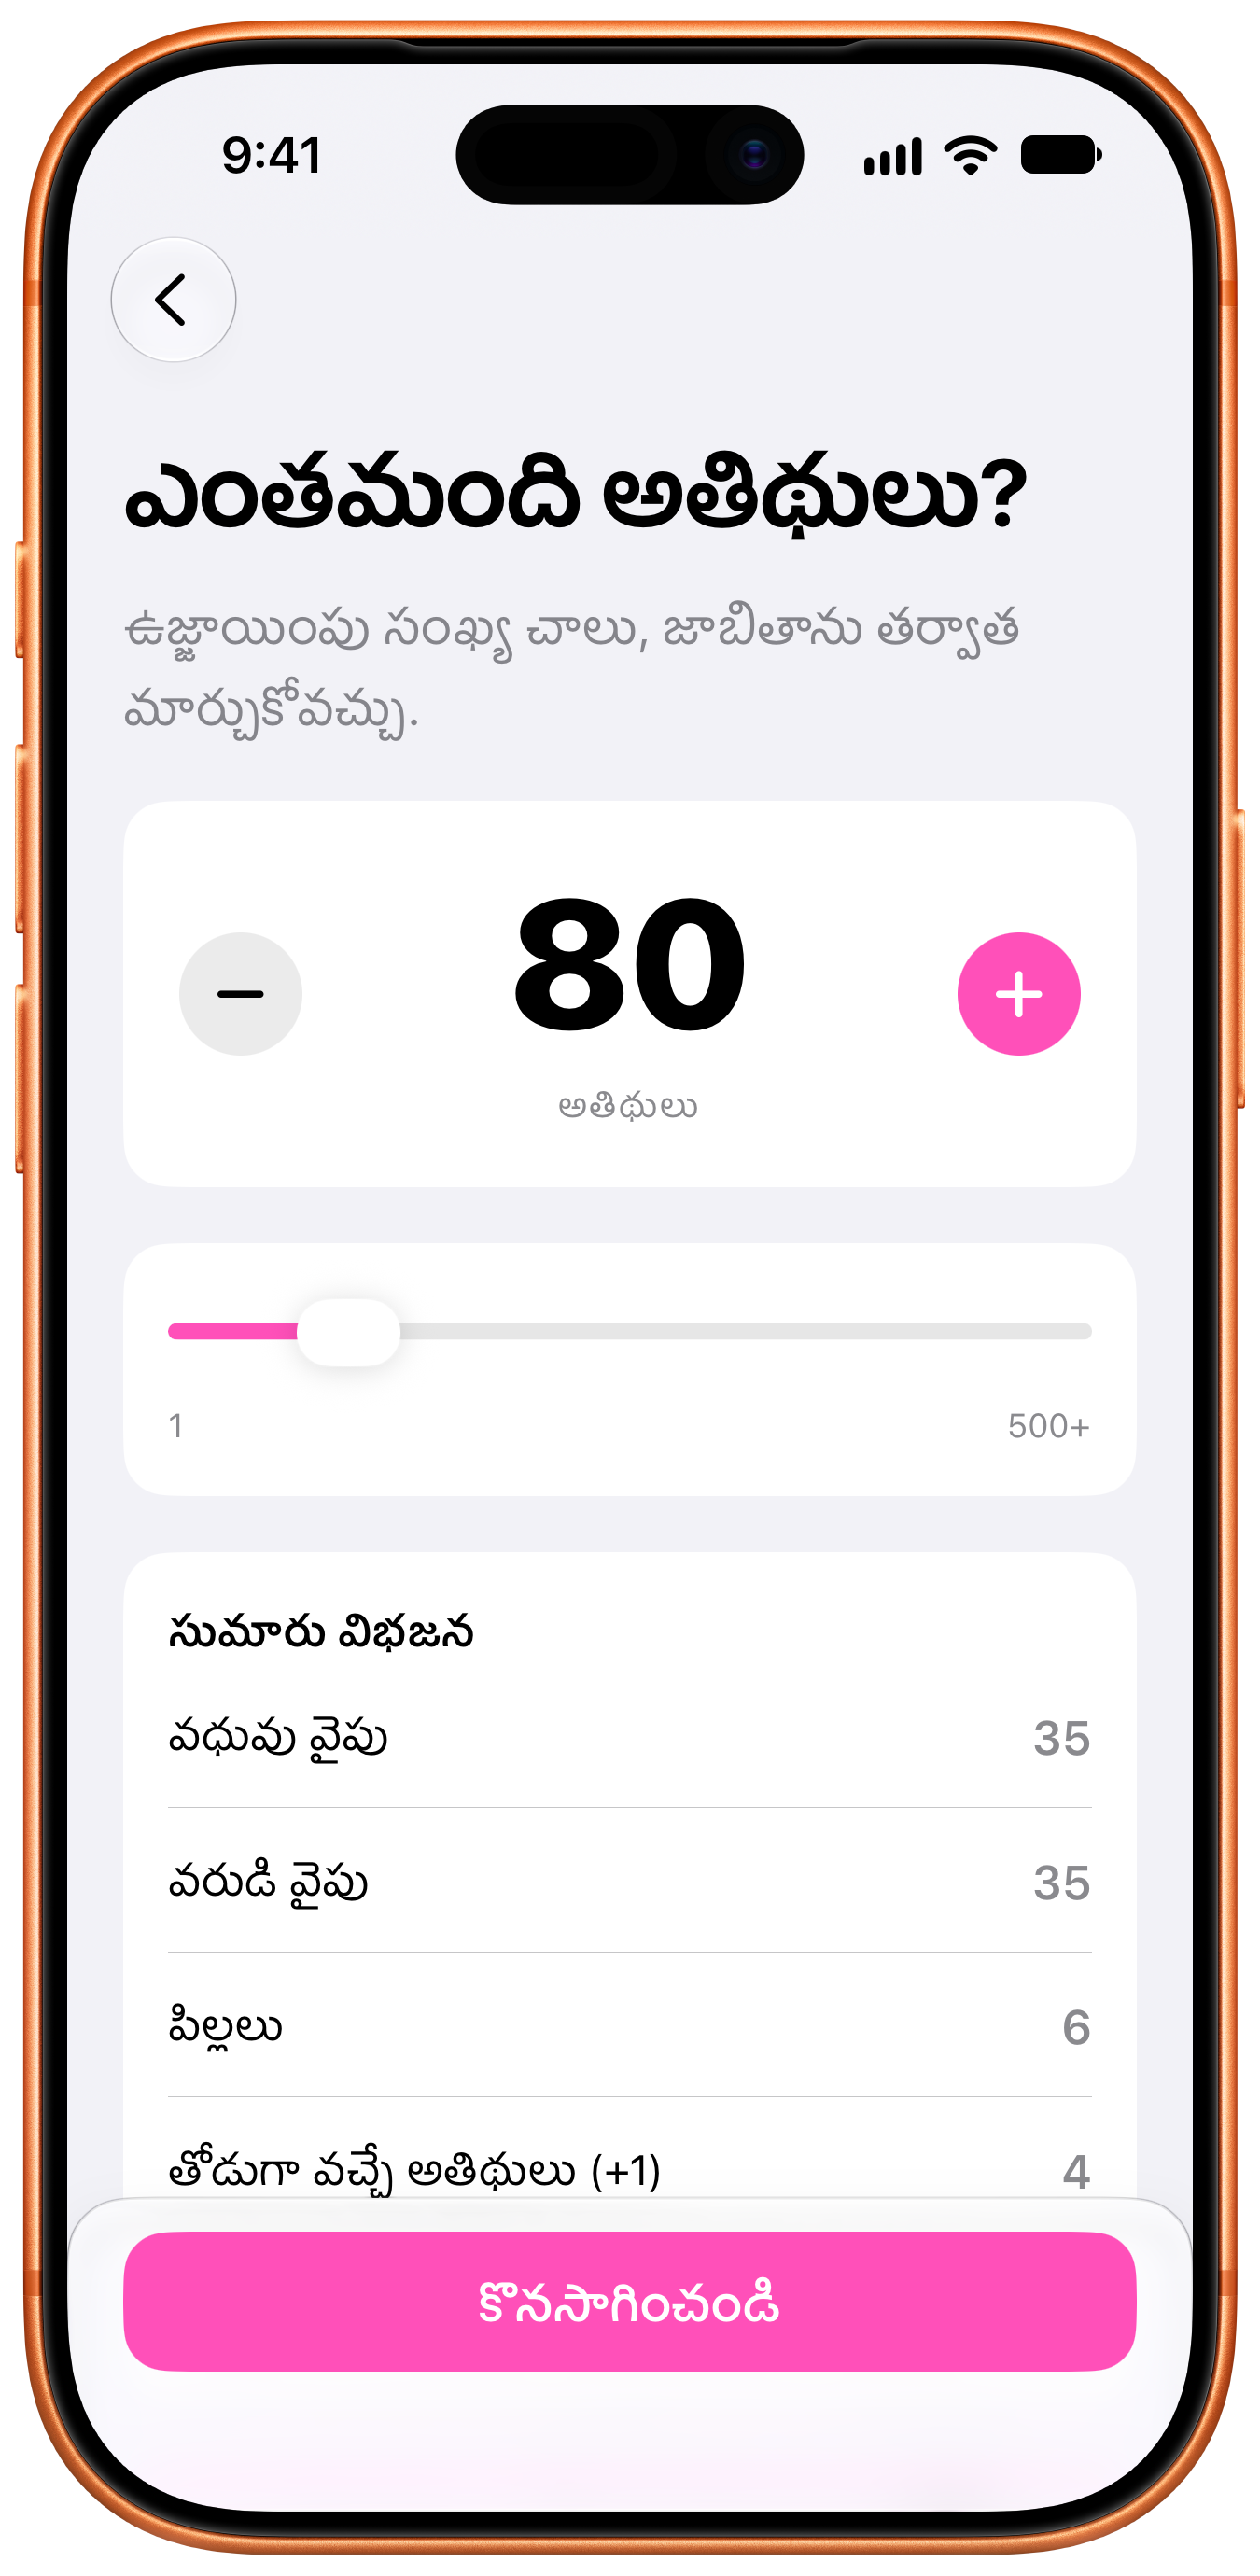 9:41
ఎంతమంది అతిథులు?
ఉజ్జాయింపు సంఖ్య చాలు, జాబితాను తర్వాత
మార్చుకోవచ్చు.
80
అతిథులు
1
500+
సుమారు విభజన
వధువు వైపు 35
వరుడి వైపు 35
పిల్లలు 6
తోడుగా వచ్చే అతిథులు (+1) 4
కొనసాగించండి